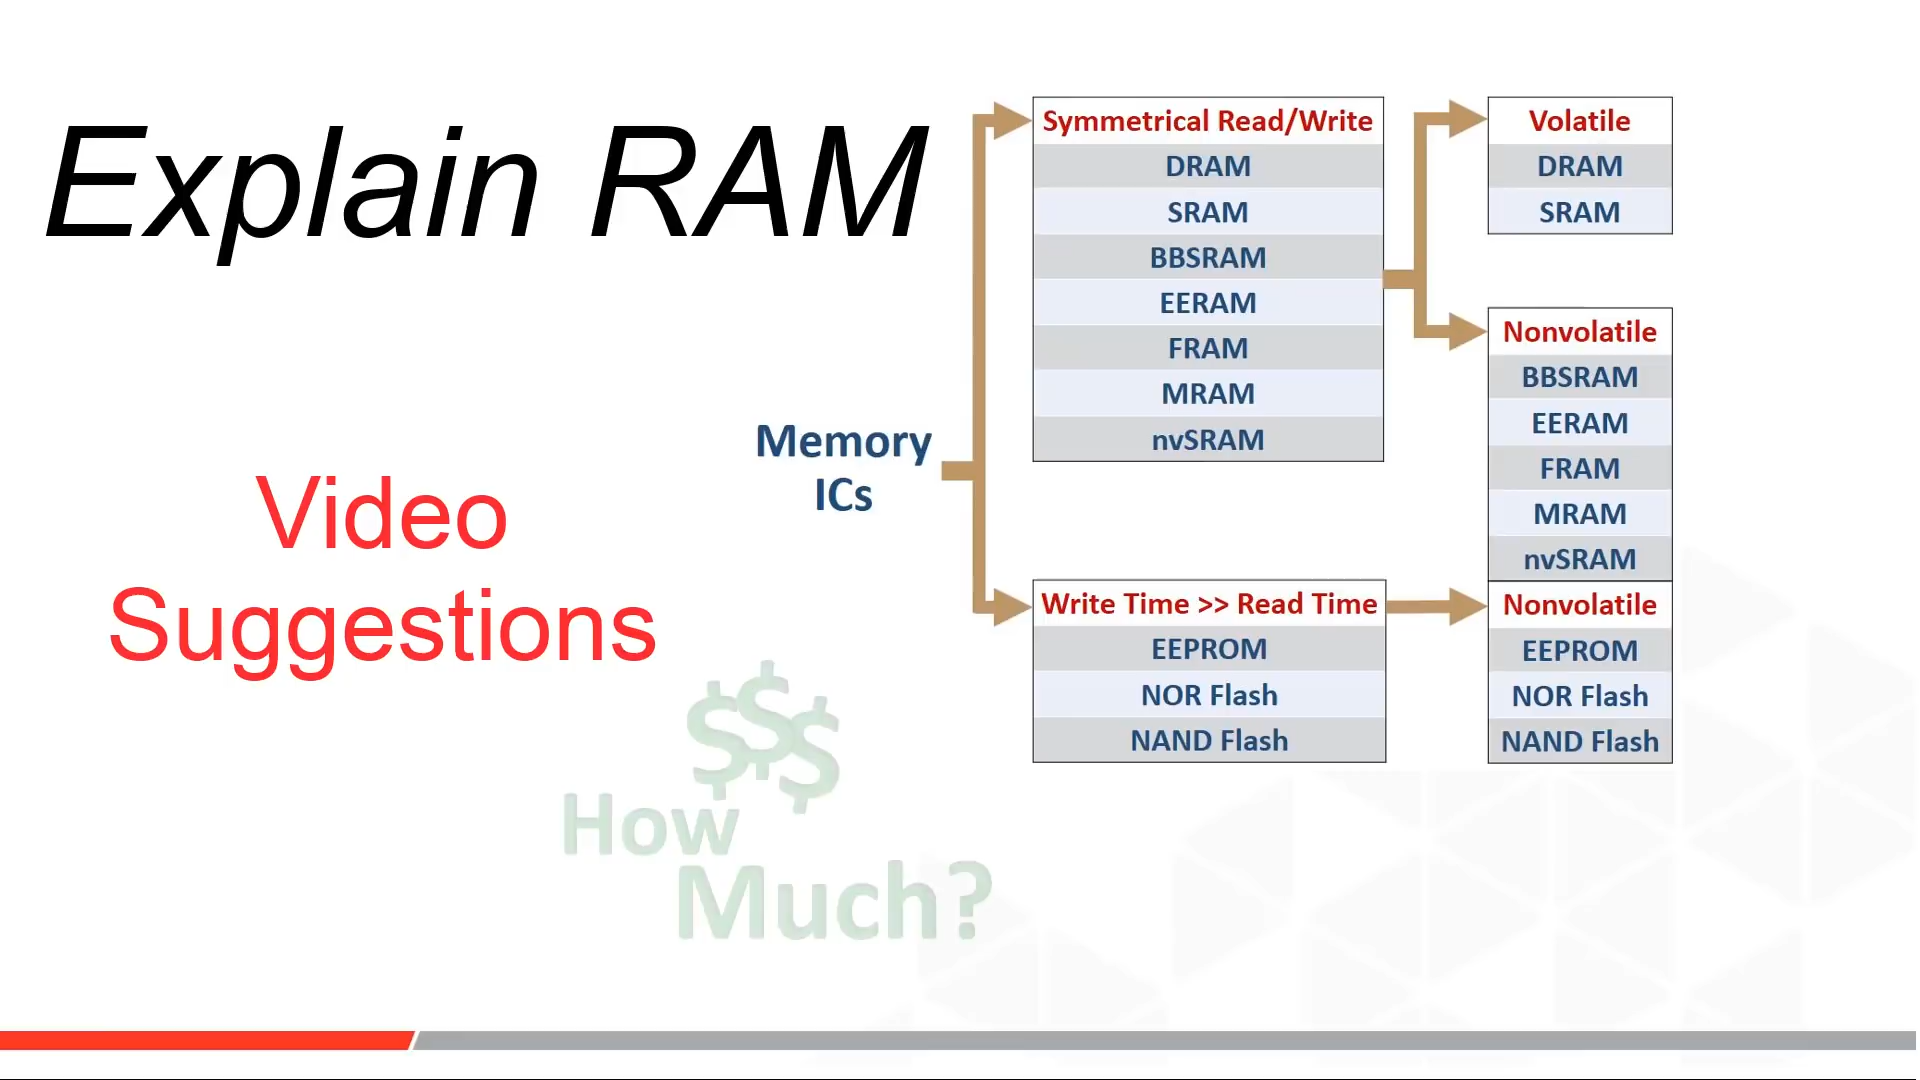 Explain RAM
Video
Suggestions
Memory
ICs
Symmetrical Read/Write
DRAM
SRAM
BBSRAM
EERAM
FRAM
MRAM
nvSRAM
Write Time >> Read Time
EEPROM
NOR Flash
NAND Flash
Volatile
DRAM
SRAM
Nonvolatile
BBSRAM
EERAM
FRAM
MRAM
nvSRAM
Nonvolatile
EEPROM
NOR Flash
NAND Flash
$$$
How
Much?